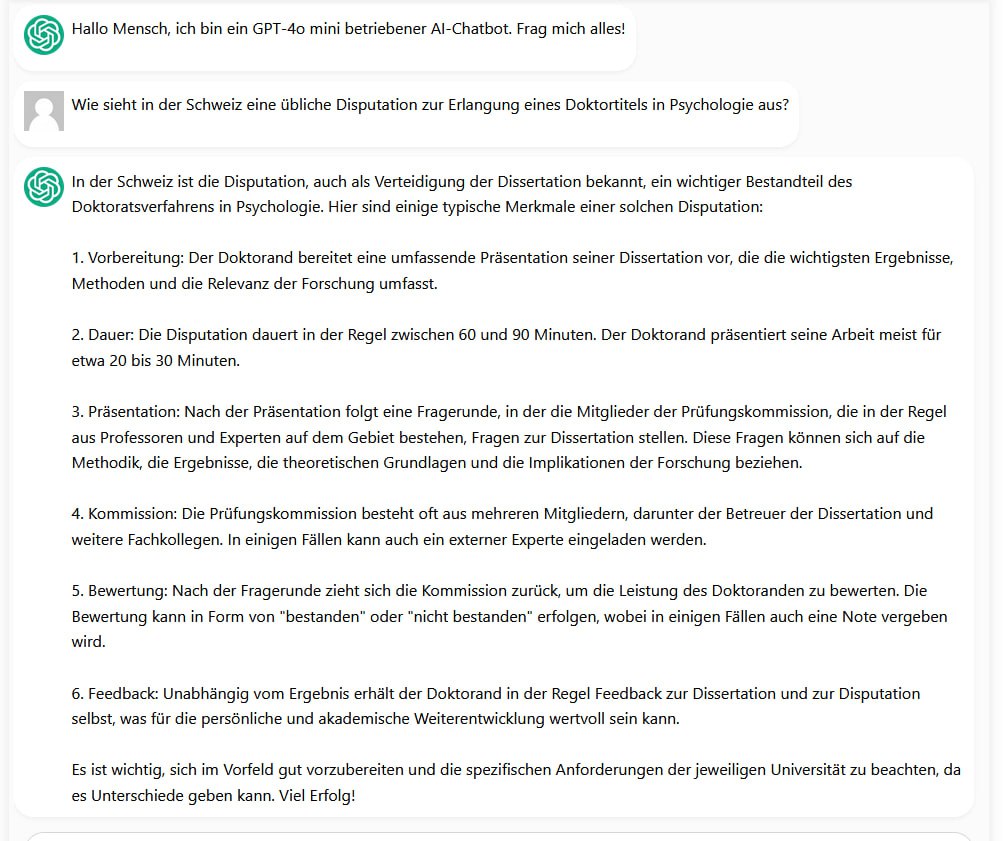 Hallo Mensch, ich bin ein GPT-4o mini betriebener AI-Chatbot. Frag mich alles!
Wie sieht in der Schweiz eine übliche Disputation zur Erlangung eines Doktortitels in Psychologie aus?
In der Schweiz ist die Disputation, auch als Verteidigung der Dissertation bekannt, ein wichtiger Bestandteil des
Doktoratsverfahrens in Psychologie. Hier sind einige typische Merkmale einer solchen Disputation:
1. Vorbereitung: Der Doktorand bereitet eine umfassende Präsentation seiner Dissertation vor, die die wichtigsten Ergebnisse,
Methoden und die Relevanz der Forschung umfasst.
2. Dauer: Die Disputation dauert in der Regel zwischen 60 und 90 Minuten. Der Doktorand präsentiert seine Arbeit meist für
etwa 20 bis 30 Minuten.
3. Präsentation: Nach der Präsentation folgt eine Fragerunde, in der die Mitglieder der Prüfungskommission, die in der Regel
aus Professoren und Experten auf dem Gebiet bestehen, Fragen zur Dissertation stellen. Diese Fragen können sich auf die
Methodik, die Ergebnisse, die theoretischen Grundlagen und die Implikationen der Forschung beziehen.
4. Kommission: Die Prüfungskommission besteht oft aus mehreren Mitgliedern, darunter der Betreuer der Dissertation und
weitere Fachkollegen. In einigen Fällen kann auch ein externer Experte eingeladen werden.
5. Bewertung: Nach der Fragerunde zieht sich die Kommission zurück, um die Leistung des Doktoranden zu bewerten. Die
Bewertung kann in Form von "bestanden" oder "nicht bestanden" erfolgen, wobei in einigen Fällen auch eine Note vergeben
wird.
6. Feedback: Unabhängig vom Ergebnis erhält der Doktorand in der Regel Feedback zur Dissertation und zur Disputation
selbst, was für die persönliche und akademische Weiterentwicklung wertvoll sein kann.
Es ist wichtig, sich im Vorfeld gut vorzubereiten und die spezifischen Anforderungen der jeweiligen Universität zu beachten, da
es Unterschiede geben kann. Viel Erfolg!